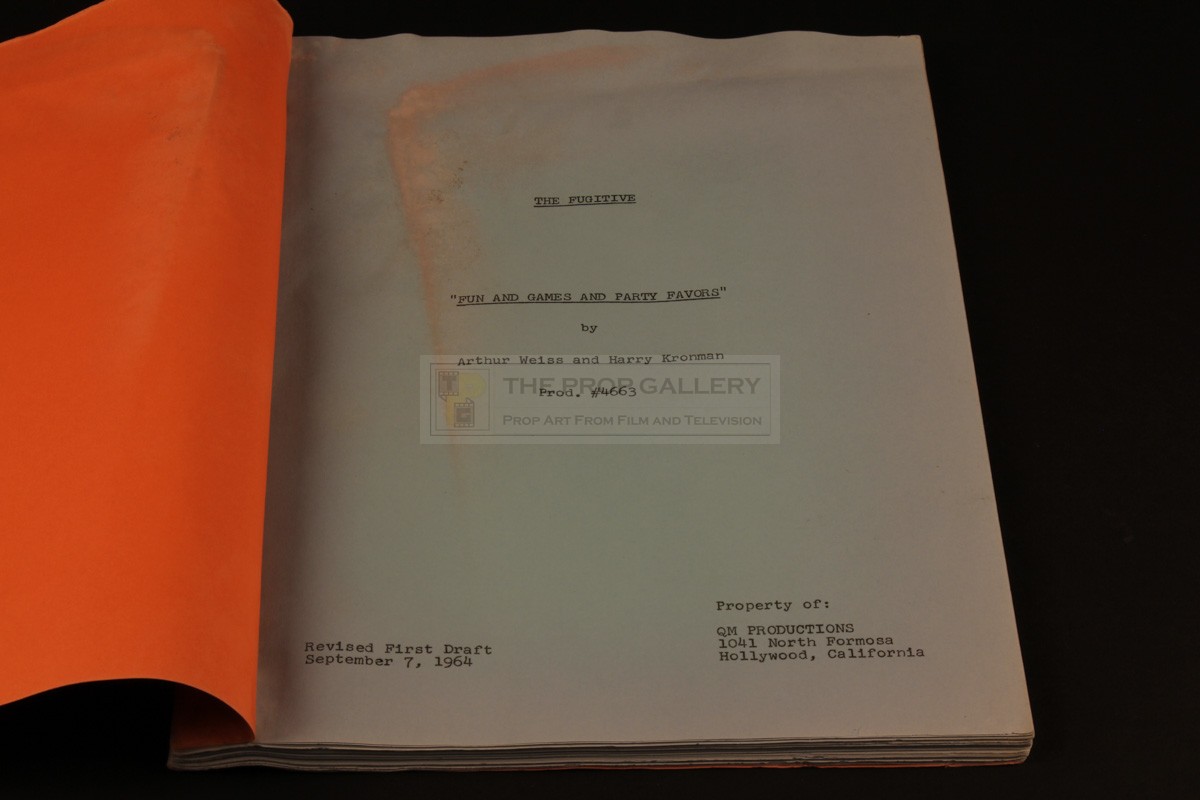 THE FUGITIVE
"FUN AND GAMES AND PARTY FAVORS"
by
Arthur Weiss and Harry Kronman
Prod. #4663
THE PROP GALLERY
PROP ART FROM FILM AND TELEVISION
Revised First Draft
September 7, 1964
Property of:
QM PRODUCTIONS
1041 North Formosa
Hollywood, California